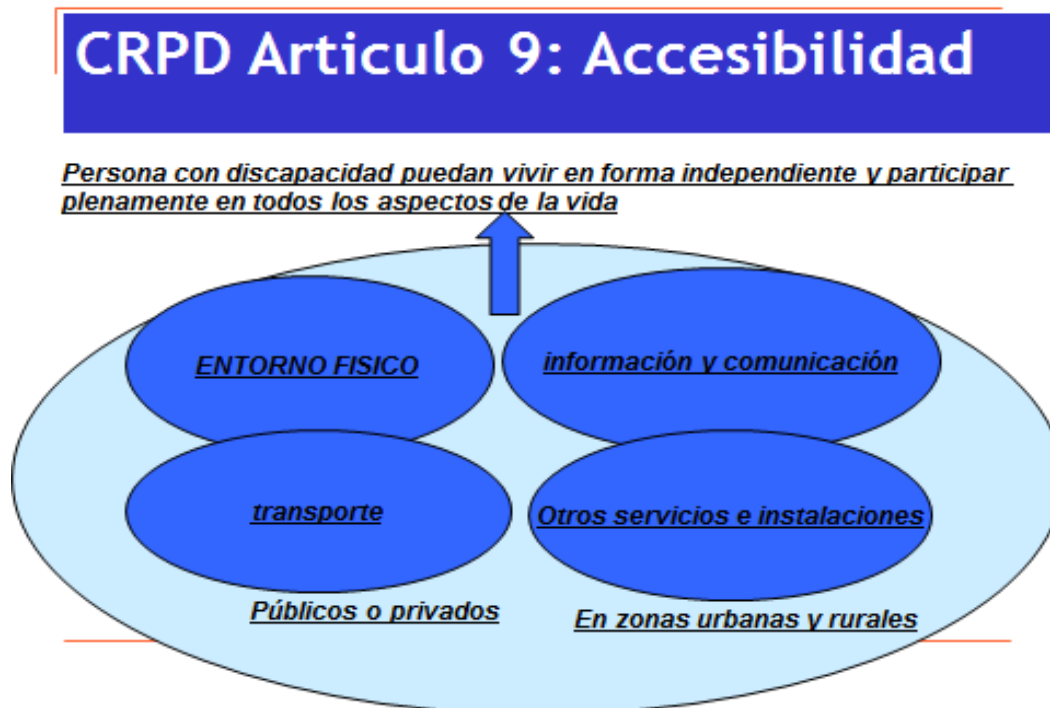 CRPD Articulo 9: Accesibilidad
Persona con discapacidad puedan vivir en forma independiente y participar
plenamente en todos los aspectos de la vida
ENTORNO FISICO
información y comunicación
transporte
Otros servicios e instalaciones
Públicos o privados
En zonas urbanas y rurales